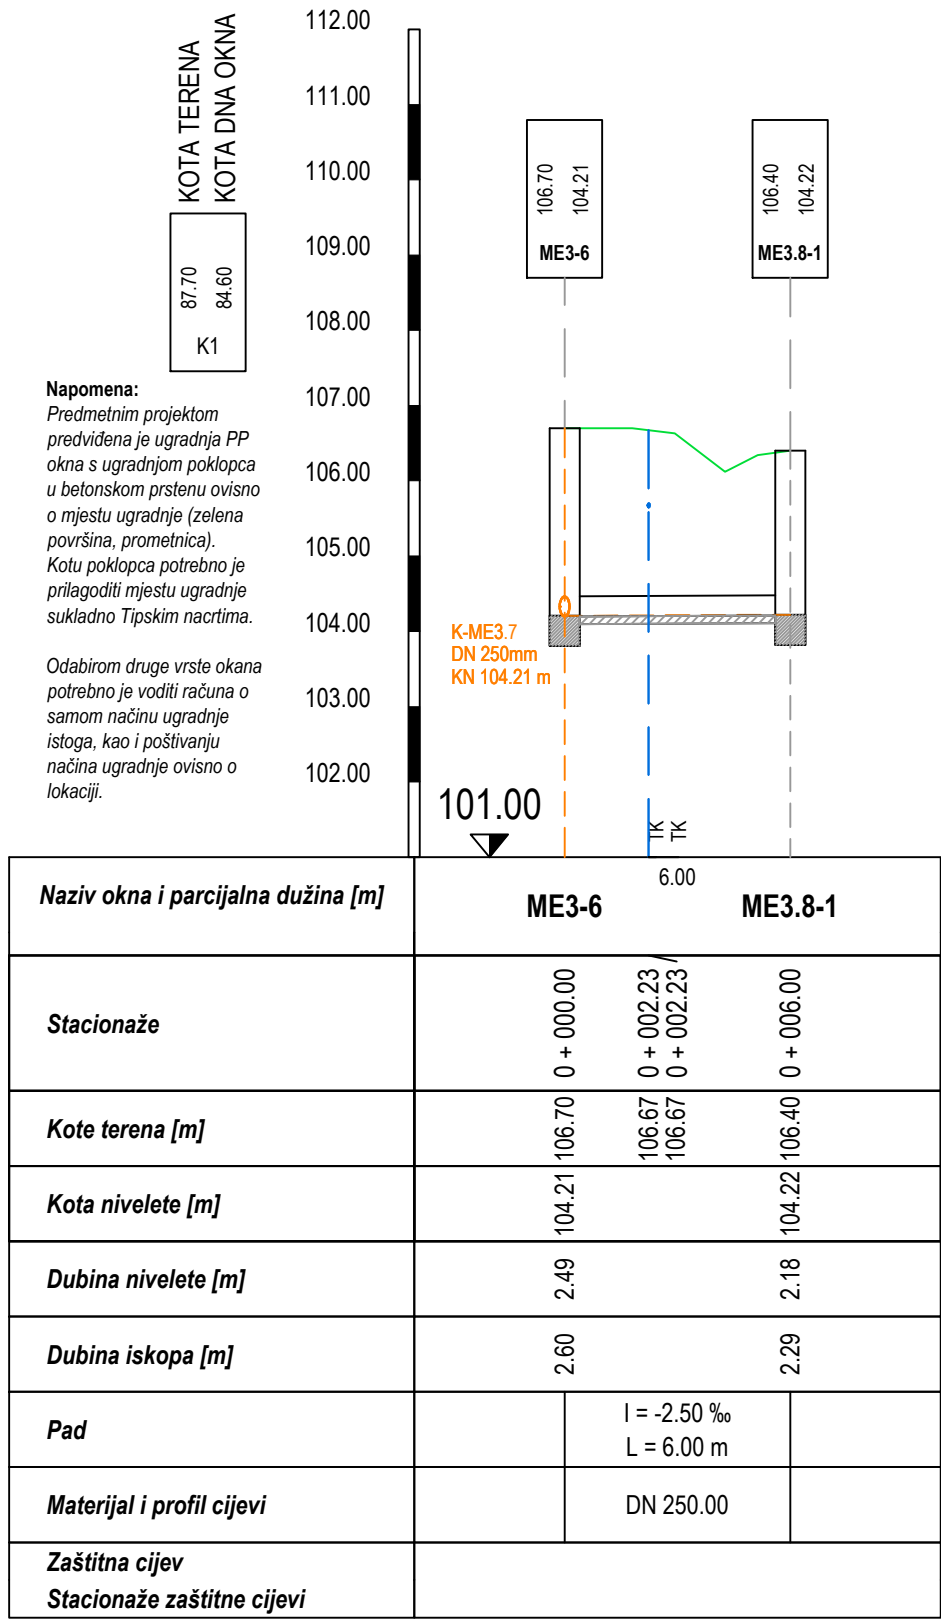 KOTA TERENA
KOTA DNA OKNA
87.70
84.60
K1
Napomena:
Predmetnim projektom
predviđena je ugradnja PP
okna s ugradnjom poklopca
u betonskom prstenu ovisno
o mjestu ugradnje (zelena
površina, prometnica).
Kotu poklopca potrebno je
prilagoditi mjestu ugradnje
sukladno Tipskim nacrtima.
Odabirom druge vrste okana
potrebno je voditi računa o
samom načinu ugradnje
istoga, kao i poštivanju
načina ugradnje ovisno o
lokaciji.
112.00
111.00
110.00
109.00
108.00
107.00
106.00
105.00
104.00
103.00
102.00
101.00
106.70
104.21
ME3-6
106.40
104.22
ME3.8-1
K-ME3.7
DN 250mm
KN 104.21 m
TK
TK
Naziv okna i parcijalna dužina [m]
6.00
ME3-6
ME3.8-1
Stacionaže
0 + 000.00
0 + 002.23
0 + 002.23
0 + 006.00
Kote terena [m]
106.70
106.67
106.67
106.40
Kota nivelete [m]
104.21
104.22
Dubina nivelete [m]
2.49
2.18
Dubina iskopa [m]
2.60
2.29
Pad
I = -2.50 ‰
L = 6.00 m
Materijal i profil cijevi
DN 250.00
Zaštitna cijev
Stacionaže zaštitne cijevi